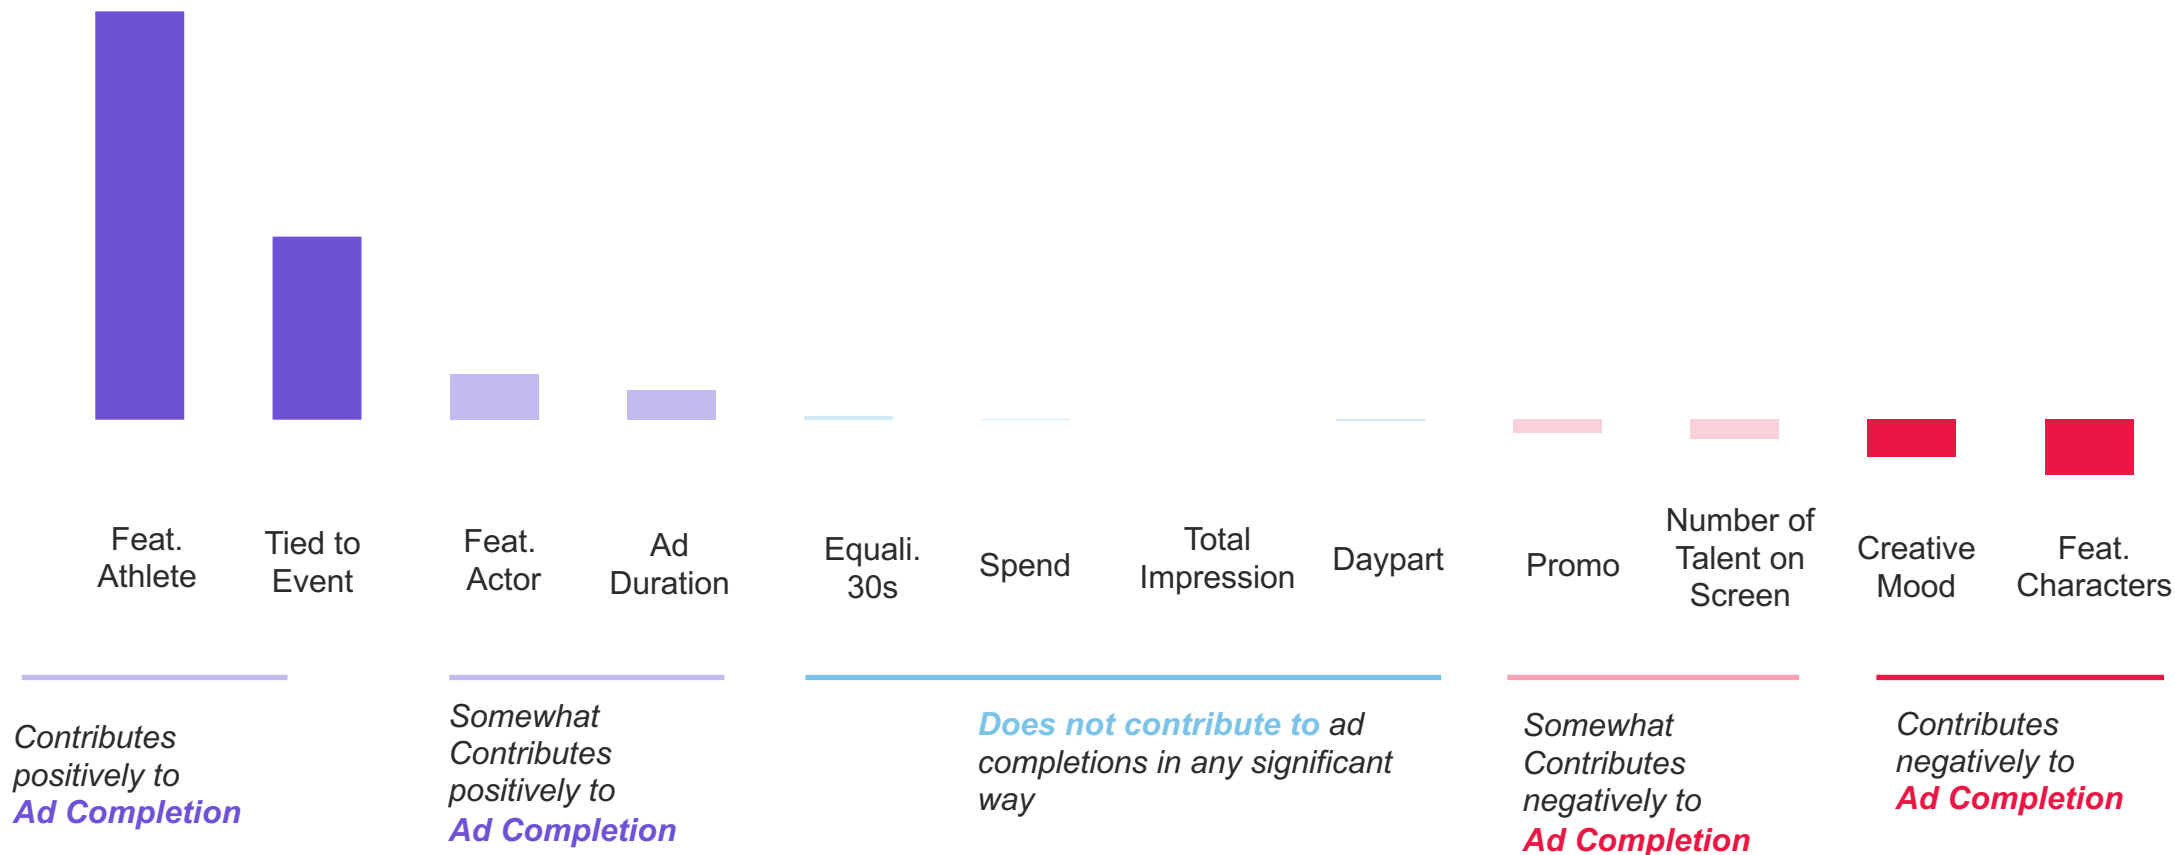 Feat.
Athlete
Tied to
Event
Feat.
Actor
Ad
Duration
Equali.
30s
Spend
Total
Impression
Daypart
Promo
Number of
Talent on
Screen
Creative
Mood
Feat.
Characters
Contributes
positively to
Ad Completion
Somewhat
Contributes
positively to
Ad Completion
Does not contribute to ad
completions in any significant
way
Somewhat
Contributes
negatively to
Ad Completion
Contributes
negatively to
Ad Completion